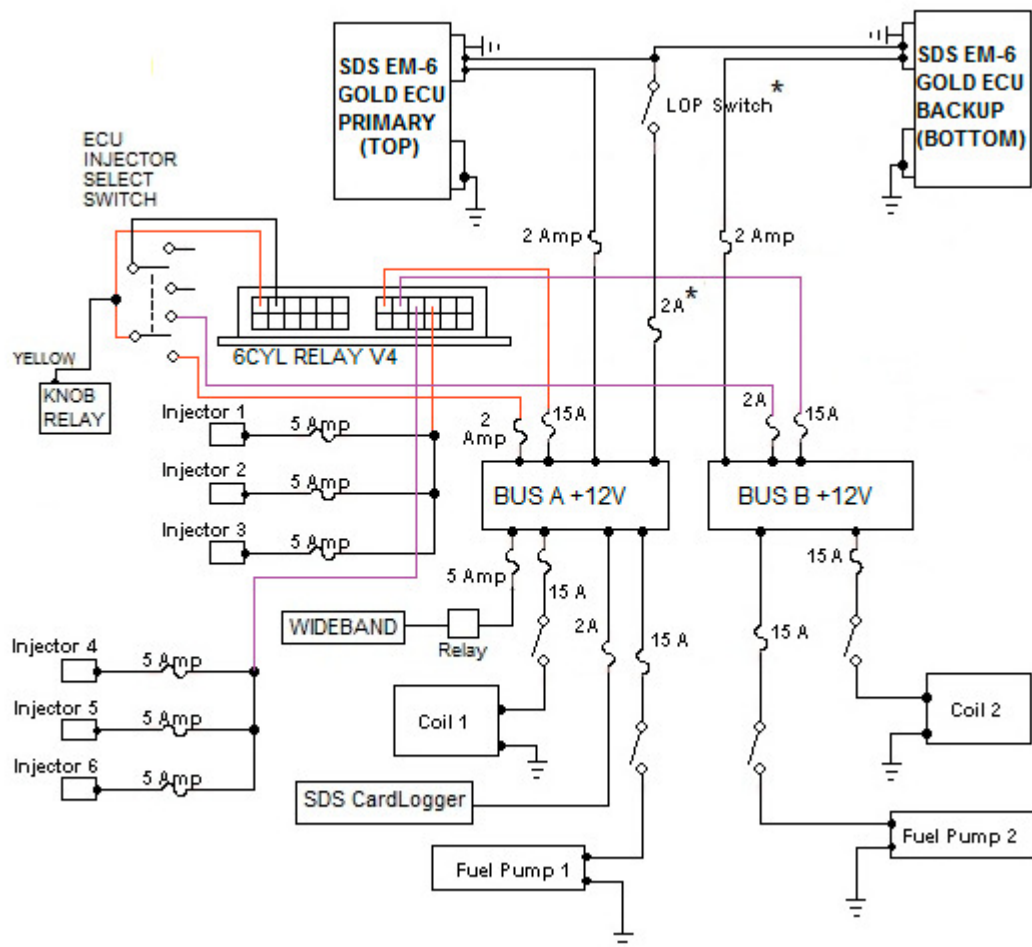 SDS EM-6
GOLD ECU
PRIMARY
(TOP)
SDS EM-6
GOLD ECU
BACKUP
(BOTTOM)
LOP Switch*
ECU
INJECTOR
SELECT
SWITCH
2 Amp
2 Amp
2A*
6CYL RELAY V4
YELLOW
KNOB
RELAY
Injector 1
5 Amp
Injector 2
5 Amp
Injector 3
5 Amp
2
Amp
15A
2A
15A
BUS A +12V
BUS B +12V
5 Amp
15 A
2A
15 A
15 A
15A
WIDEBAND
Relay
Injector 4
5 Amp
Injector 5
5 Amp
Injector 6
5 Amp
Coil 1
Coil 2
SDS CardLogger
Fuel Pump 1
Fuel Pump 2